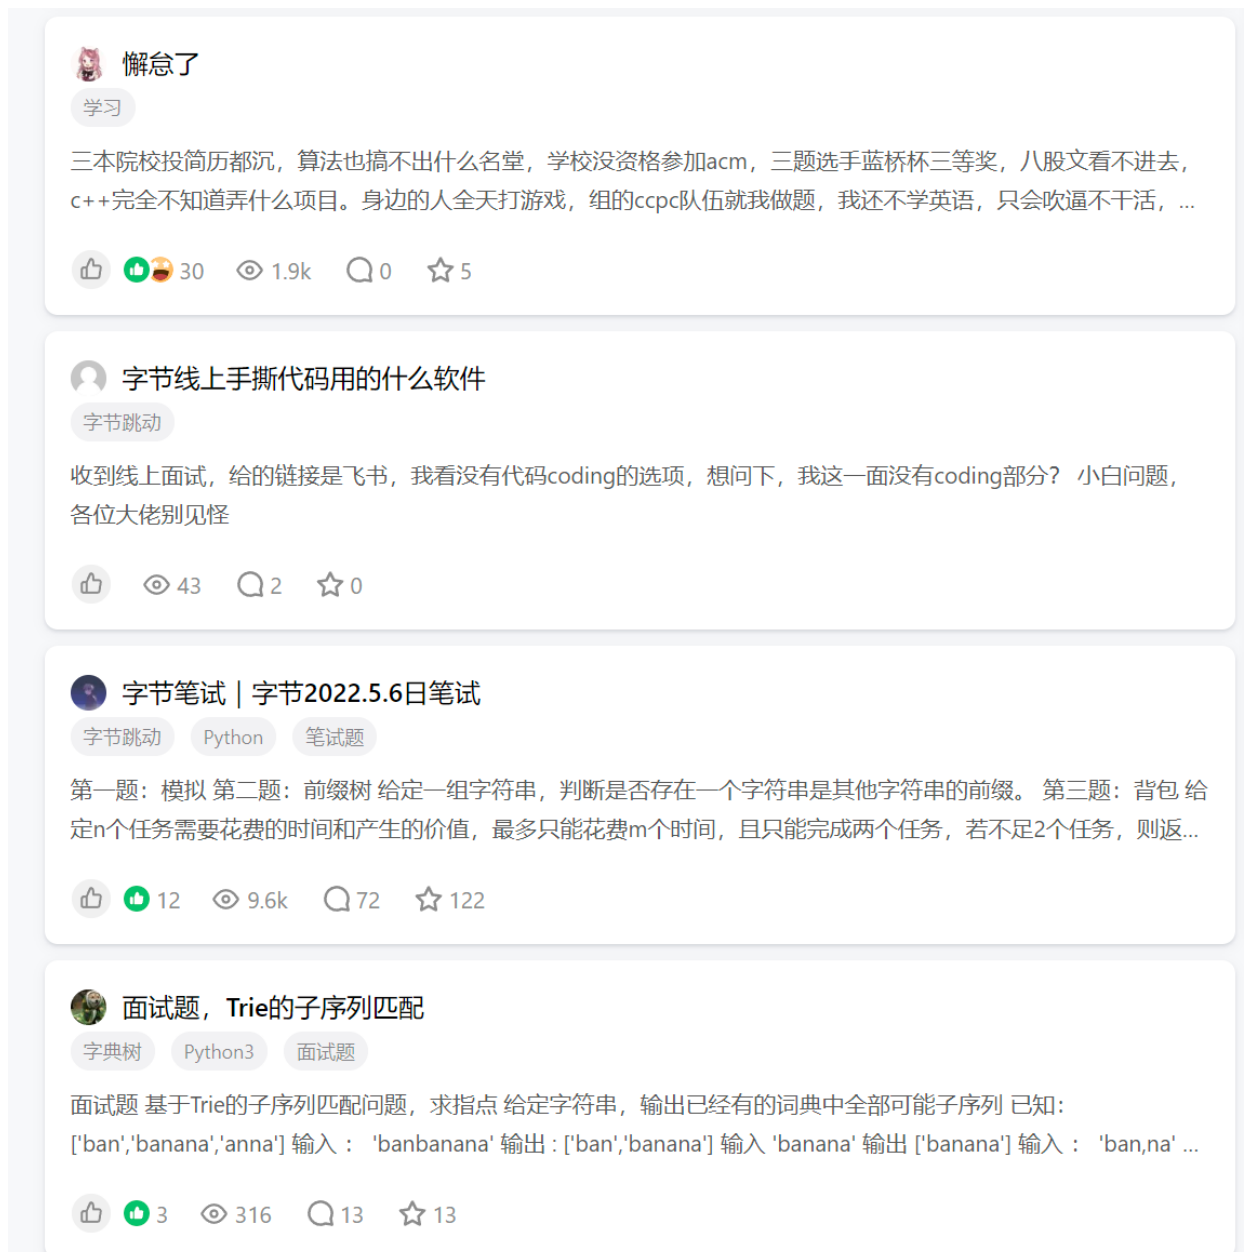 懈怠了
学习
三本院校投简历都沉，算法也搞不出什么名堂，学校没资格参加acm，三题选手蓝桥杯三等奖，八股文看不进去，
c++完全不知道弄什么项目。身边的人全天打游戏，组的ccpc队伍就我做题，我还不学英语，只会吹逼不干活，...
30 1.9k 0 5
字节线上手撕代码用的什么软件
字节跳动
收到线上面试，给的链接是飞书，我看没有代码coding的选项，想问下，我这一面没有coding部分？ 小白问题，
各位大佬别见怪
43 2 0
字节笔试｜字节2022.5.6日笔试
字节跳动 Python 笔试题
第一题：模拟 第二题：前缀树 给定一组字符串，判断是否存在一个字符串是其他字符串的前缀。 第三题：背包 给
定n个任务需要花费的时间和产生的价值，最多只能花费m个时间，且只能完成两个任务，若不足2个任务，则返...
12 9.6k 72 122
面试题，Trie的子序列匹配
字典树 Python3 面试题
面试题 基于Trie的子序列匹配问题，求指点 给定字符串，输出已经有的词典中全部可能子序列 已知：
['ban','banana','anna'] 输入： 'banbanana' 输出 : ['ban','banana'] 输入 'banana' 输出 ['banana'] 输入： 'ban,na' ...
3 316 13 13